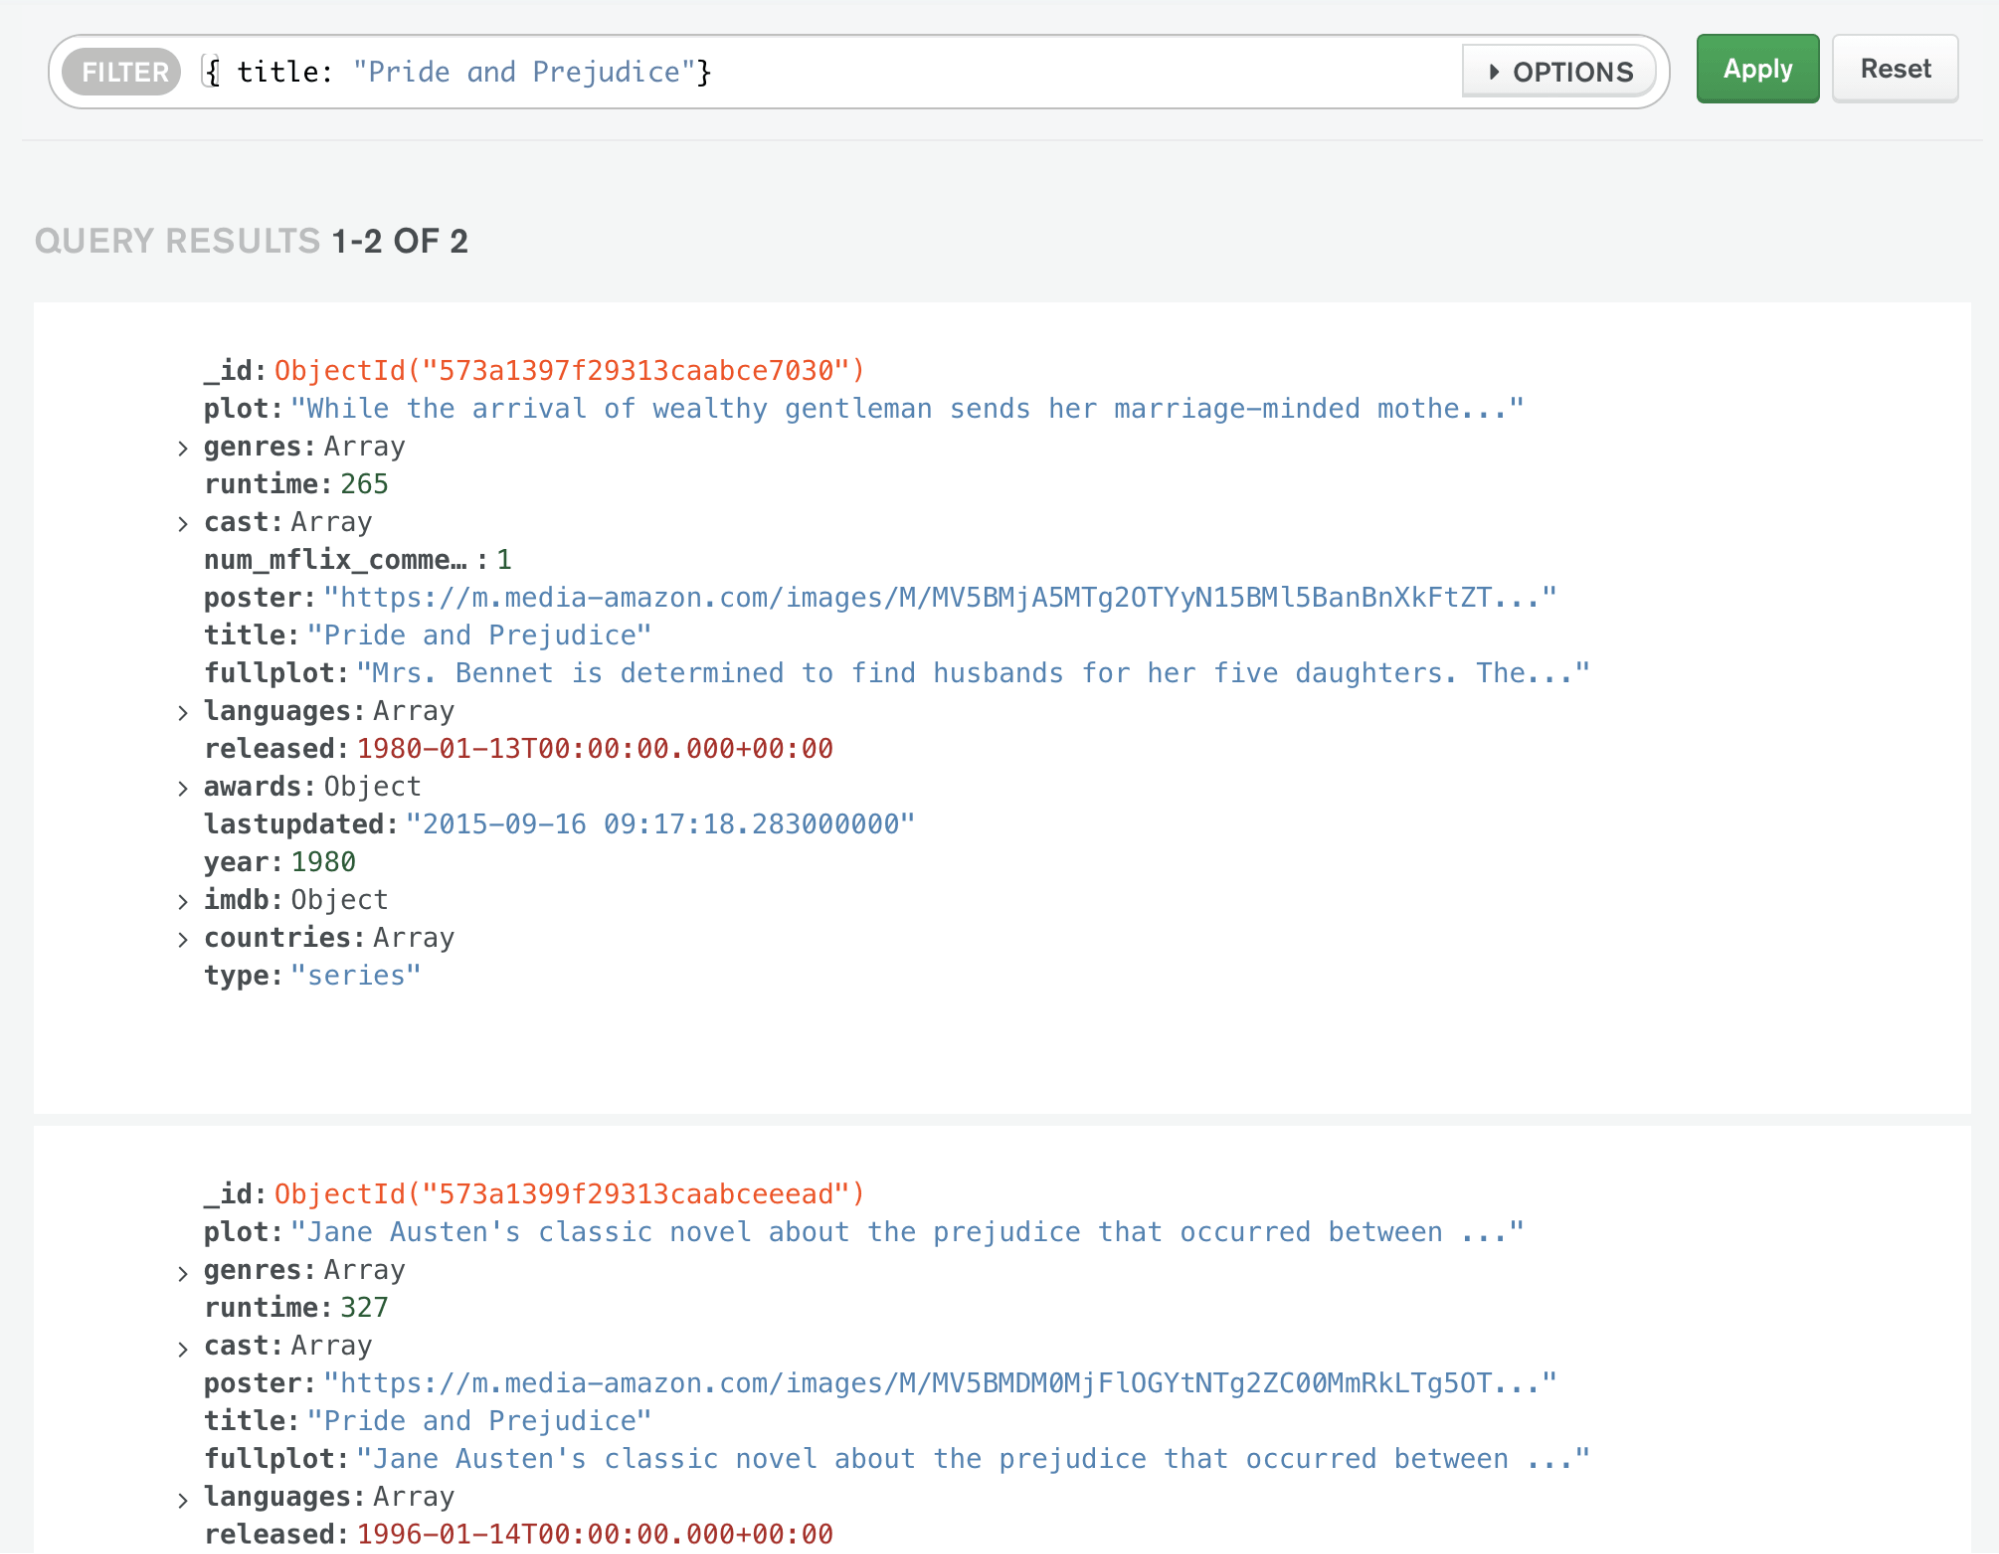 FILTER { title: "Pride and Prejudice"} OPTIONS Apply Reset
QUERY RESULTS 1-2 OF 2
_id: ObjectId("573a1397f29313caabce7030")
plot: "While the arrival of wealthy gentleman sends her marriage-minded mothe..."
genres: Array
runtime: 265
cast: Array
num_mflix_comme… : 1
poster: "https://m.media-amazon.com/images/M/MV5BMjA5MTg2OTYyN15BMl5BanBnXkFtZT..."
title: "Pride and Prejudice"
fullplot: "Mrs. Bennet is determined to find husbands for her five daughters. The..."
languages: Array
released: 1980-01-13T00:00:00.000+00:00
awards: Object
lastupdated: "2015-09-16 09:17:18.283000000"
year: 1980
imdb: Object
countries: Array
type: "series"
_id: ObjectId("573a1399f29313caabceeead")
plot: "Jane Austen's classic novel about the prejudice that occurred between ..."
genres: Array
runtime: 327
cast: Array
poster: "https://m.media-amazon.com/images/M/MV5BMDM0MjFlOGYtNTg2ZC00MmRkLTg5OT..."
title: "Pride and Prejudice"
fullplot: "Jane Austen's classic novel about the prejudice that occurred between ..."
languages: Array
released: 1996-01-14T00:00:00.000+00:00